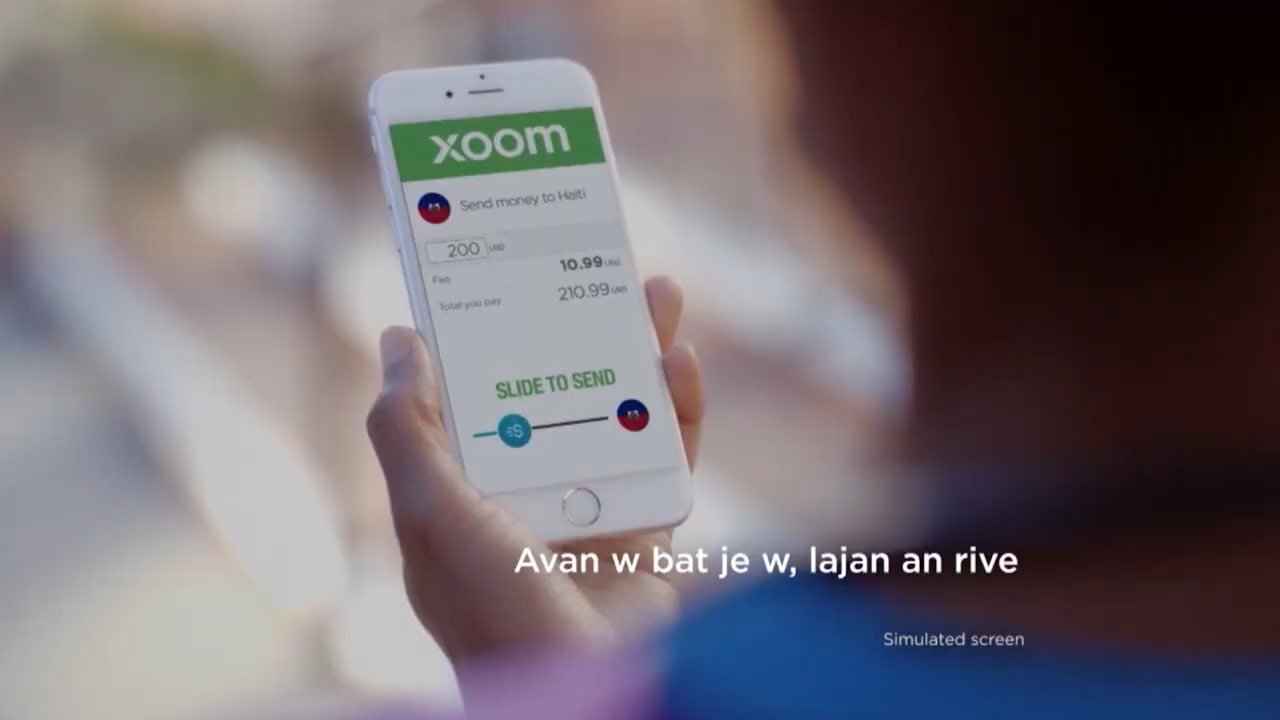 xoom
Send money to Haiti
200 USD
Fee 10.99 USD
Total you pay 210.99 USD
SLIDE TO SEND
Avan w bat je w, lajan an rive
Simulated screen